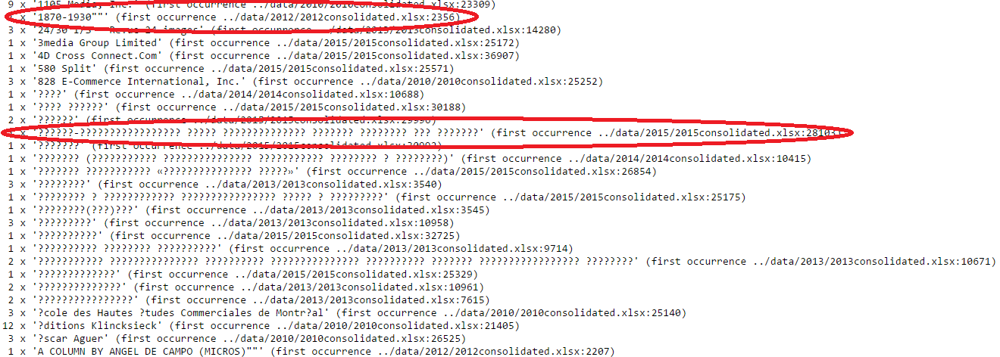 9 x '1105 Media, Inc.' (first occurrence ../data/2010/2010consolidated.xlsx:23309)
x '1870-1930""' (first occurrence ../data/2012/2012consolidated.xlsx:2356)
3 x '24/30 I/S - Revue 24 images' (first occurrence ../data/2013/2013consolidated.xlsx:14280)
1 x '3media Group Limited' (first occurrence ../data/2015/2015consolidated.xlsx:25172)
1 x '4D Cross Connect.Com' (first occurrence ../data/2015/2015consolidated.xlsx:36907)
1 x '580 Split' (first occurrence ../data/2015/2015consolidated.xlsx:25571)
3 x '828 E-Commerce International, Inc.' (first occurrence ../data/2010/2010consolidated.xlsx:25252)
1 x '????' (first occurrence ../data/2014/2014consolidated.xlsx:10688)
1 x '???? ??????' (first occurrence ../data/2015/2015consolidated.xlsx:30188)
2 x '??????' (first occurrence ../data/2015/2015consolidated.xlsx:29996)
x '??????-????????????????? ????? ?????????????? ??????? ???????? ??? ???????' (first occurrence ../data/2015/2015consolidated.xlsx:28103)
1 x '???????' (first occurrence ../data/2015/2015consolidated.xlsx:30992)
1 x '??????? (??????????? ??????????????? ??????????? ???????? ? ????????)' (first occurrence ../data/2014/2014consolidated.xlsx:10415)
1 x '??????? ??????????? «??????????????? ?????»' (first occurrence ../data/2015/2015consolidated.xlsx:26854)
3 x '????????' (first occurrence ../data/2013/2013consolidated.xlsx:3540)
1 x '???????? ? ???????????? ???????????????? ????? ? ?????????' (first occurrence ../data/2015/2015consolidated.xlsx:25175)
1 x '????????(???)???' (first occurrence ../data/2013/2013consolidated.xlsx:3545)
3 x '?????????' (first occurrence ../data/2013/2013consolidated.xlsx:10958)
1 x '??????????' (first occurrence ../data/2015/2015consolidated.xlsx:32725)
1 x '?????????? ???????? ??????????' (first occurrence ../data/2013/2013consolidated.xlsx:9714)
2 x '??????????? ??????????????? ?????????? ??????????????? ?????????? ??????? ????????????????? ????????' (first occurrence ../data/2013/2013consolidated.xlsx:10671)
1 x '?????????????' (first occurrence ../data/2015/2015consolidated.xlsx:25329)
2 x '??????????????' (first occurrence ../data/2013/2013consolidated.xlsx:10961)
2 x '????????????????' (first occurrence ../data/2013/2013consolidated.xlsx:7615)
3 x '?cole des Hautes ?tudes Commerciales de Montr?al' (first occurrence ../data/2010/2010consolidated.xlsx:25140)
12 x '?ditions Klincksieck' (first occurrence ../data/2010/2010consolidated.xlsx:21405)
3 x '?scar Aguer' (first occurrence ../data/2010/2010consolidated.xlsx:26525)
1 x 'A COLUMN BY ANGEL DE CAMPO (MICROS)""' (first occurrence ../data/2012/2012consolidated.xlsx:2207)